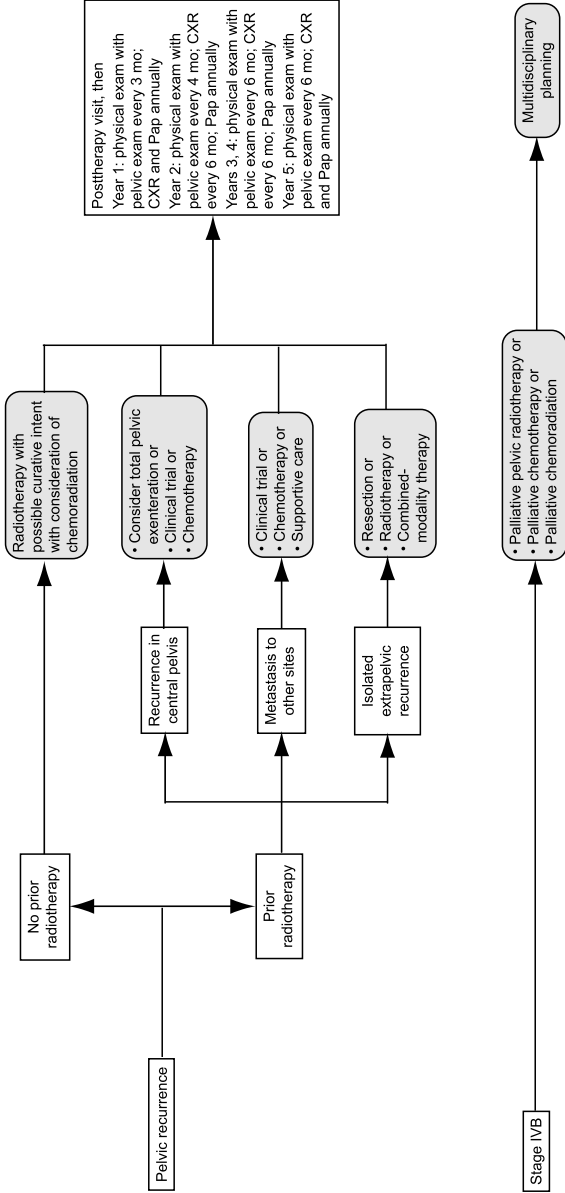 Pelvic recurrence
No prior
radiotherapy
Prior
radiotherapy
Recurrence in
central pelvis
Metastasis to
other sites
Isolated
extrapelvic
recurrence
Radiotherapy with
possible curative intent
with consideration of
chemoradiation
• Consider total pelvic
exenteration or
• Clinical trial or
• Chemotherapy
• Clinical trial or
• Chemotherapy or
• Supportive care
• Resection or
• Radiotherapy or
• Combined-
modality therapy
Posttherapy visit, then
Year 1: physical exam with
pelvic exam every 3 mo;
CXR and Pap annually
Year 2: physical exam with
pelvic exam every 4 mo; CXR
every 6 mo; Pap annually
Years 3, 4: physical exam with
pelvic exam every 6 mo; CXR
every 6 mo; Pap annually
Year 5: physical exam with
pelvic exam every 6 mo; CXR
and Pap annually
Stage IVB
• Palliative pelvic radiotherapy or
• Palliative chemotherapy or
• Palliative chemoradiation
Multidisciplinary
planning